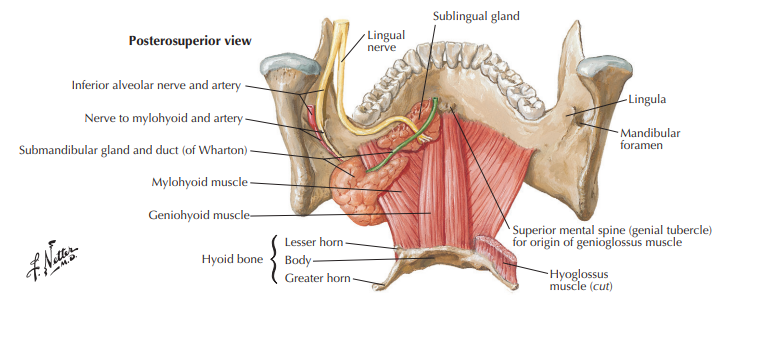 Sublingual gland
Posterosuperior view
Lingual
nerve
Inferior alveolar nerve and artery
Nerve to mylohyoid and artery
Submandibular gland and duct (of Wharton)
Mylohyoid muscle
Geniohyoid muscle
Hyoid bone
Lesser horn
Body
Greater horn
Lingula
Mandibular
foramen
Superior mental spine (genial tubercle)
for origin of genioglossus muscle
Hyoglossus
muscle (cut)
f. Netter
M.D.